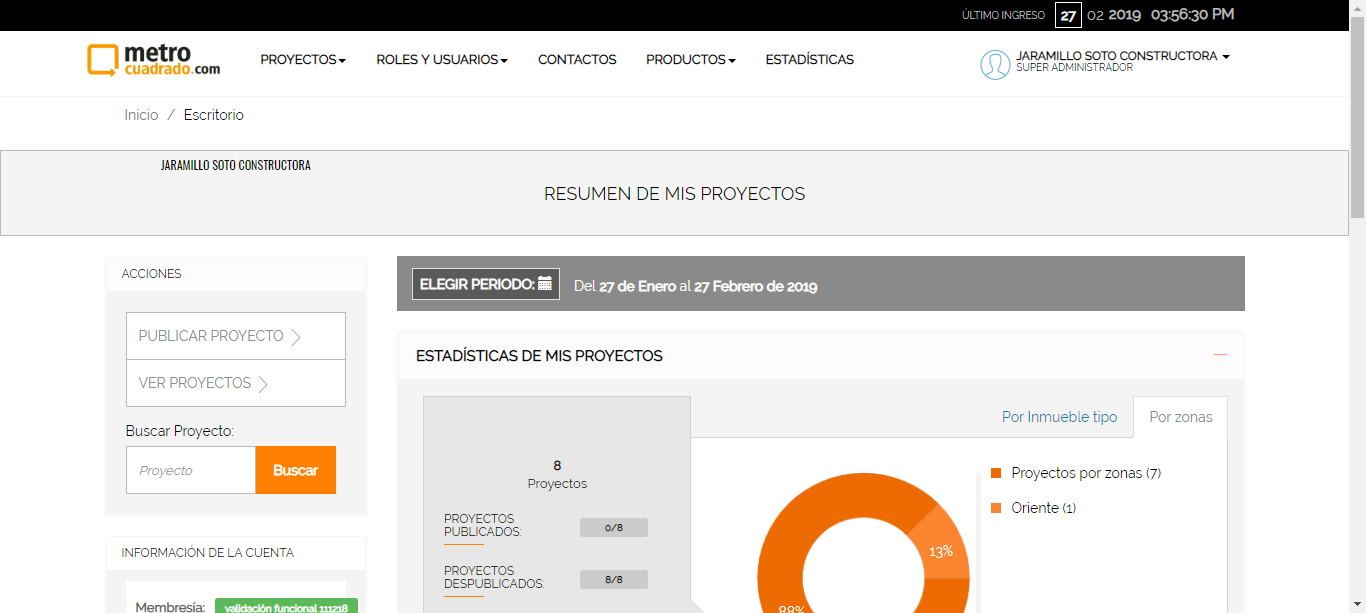 ÚLTIMO INGRESO 27 02 2019 03:56:30 PM
metro
cuadrado.com
PROYECTOS ROLES Y USUARIOS CONTACTOS PRODUCTOS ESTADÍSTICAS
JARAMILLO SOTO CONSTRUCTORA
SUPER ADMINISTRADOR
Inicio / Escritorio
JARAMILLO SOTO CONSTRUCTORA
RESUMEN DE MIS PROYECTOS
ACCIONES
PUBLICAR PROYECTO
VER PROYECTOS
Buscar Proyecto:
Proyecto Buscar
INFORMACIÓN DE LA CUENTA
Membresía: validación funcional 111218
ELEGIR PERIODO: Del 27 de Enero al 27 Febrero de 2019
ESTADÍSTICAS DE MIS PROYECTOS
Por Inmueble tipo Por zonas
8
Proyectos
PROYECTOS
PUBLICADOS: 0/8
PROYECTOS
DESPUBLICADOS: 8/8
13%
88%
Proyectos por zonas (7)
Oriente (1)